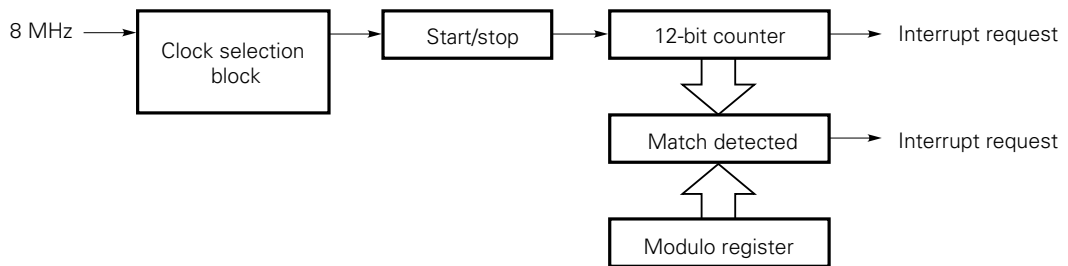 8 MHz
Clock selection
block
Start/stop
12-bit counter
Interrupt request
Match detected
Interrupt request
Modulo register